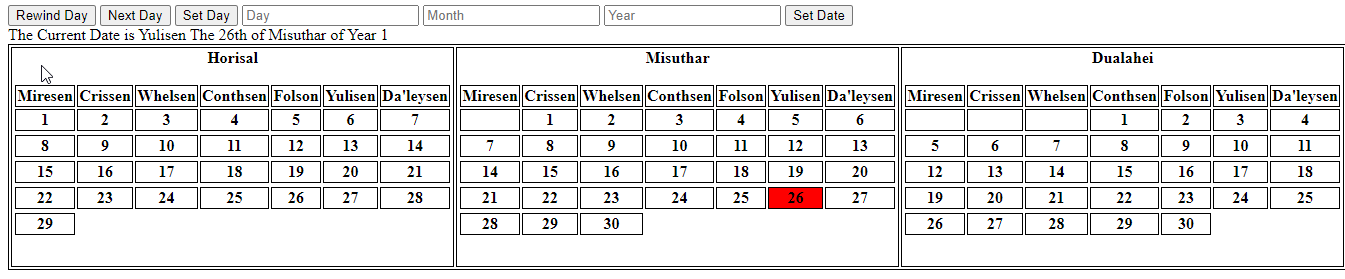 Rewind Day Next Day Set Day Day Month Year Set Date
The Current Date is Yulisen The 26th of Misuthar of Year 1
Horisal
Miresen Crissen Whelsen Conthsen Folson Yulisen Da'leysen
1 2 3 4 5 6 7
8 9 10 11 12 13 14
15 16 17 18 19 20 21
22 23 24 25 26 27 28
29
Misuthar
Miresen Crissen Whelsen Conthsen Folson Yulisen Da'leysen
1 2 3 4 5 6
7 8 9 10 11 12 13
14 15 16 17 18 19 20
21 22 23 24 25 26 27
28 29 30
Dualahei
Miresen Crissen Whelsen Conthsen Folson Yulisen Da'leysen
1 2 3 4
5 6 7 8 9 10 11
12 13 14 15 16 17 18
19 20 21 22 23 24 25
26 27 28 29 30